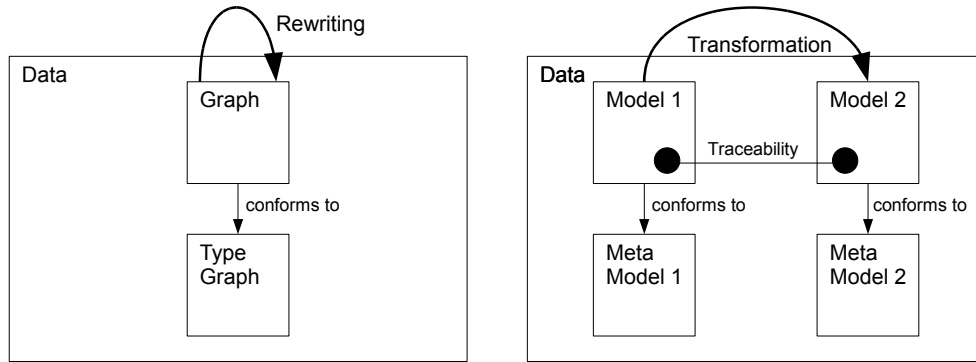 Rewriting
Data
Graph
conforms to
Type
Graph
Transformation
Data
Model 1
Model 2
Traceability
conforms to
conforms to
Meta
Model 1
Meta
Model 2